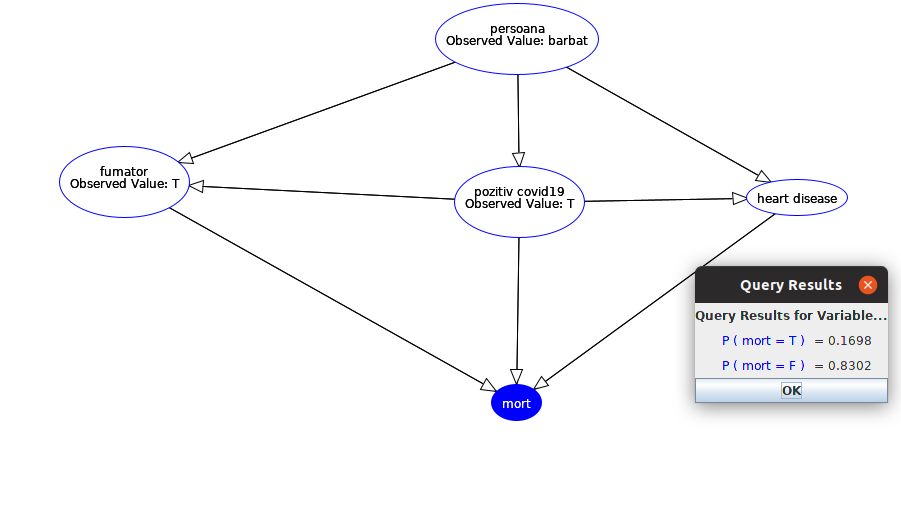 persoana
Observed Value: barbat
fumator
Observed Value: T
pozitiv covid19
Observed Value: T
heart disease
mort
Query Results
Query Results for Variable...
P ( mort = T ) = 0.1698
P ( mort = F ) = 0.8302
OK